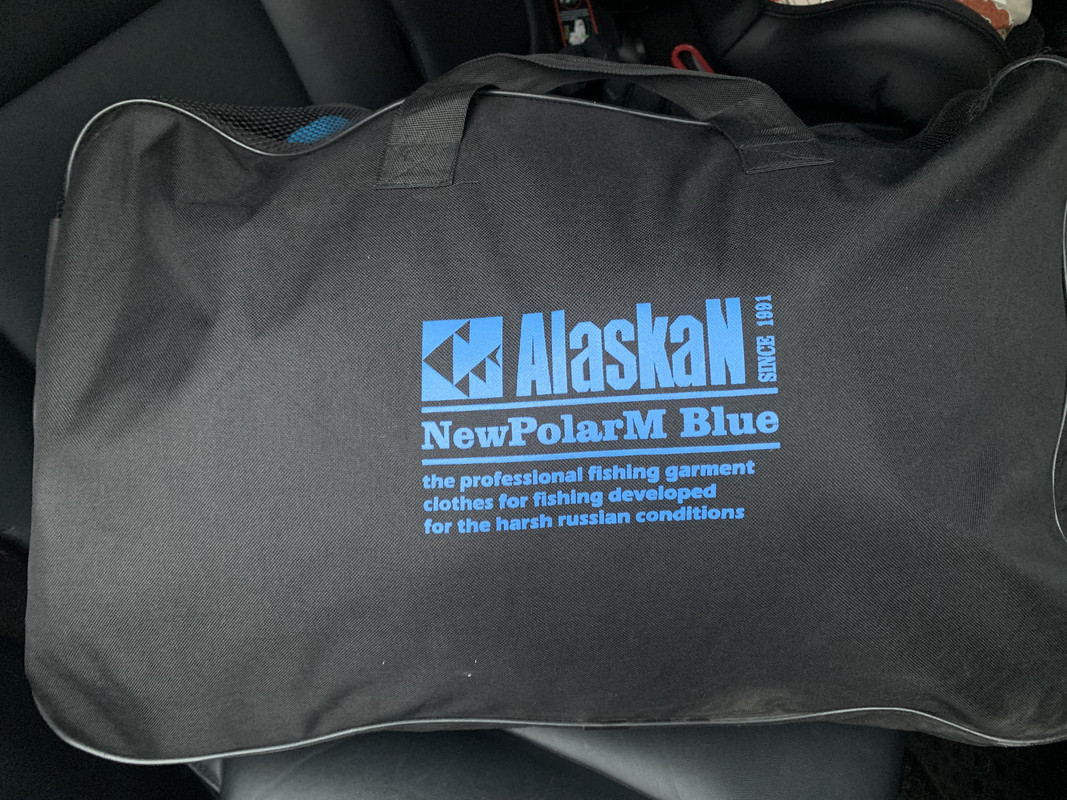 AlaskaN
SINCE 1991
NewPolarM Blue
the professional fishing garment
clothes for fishing developed
for the harsh russian conditions